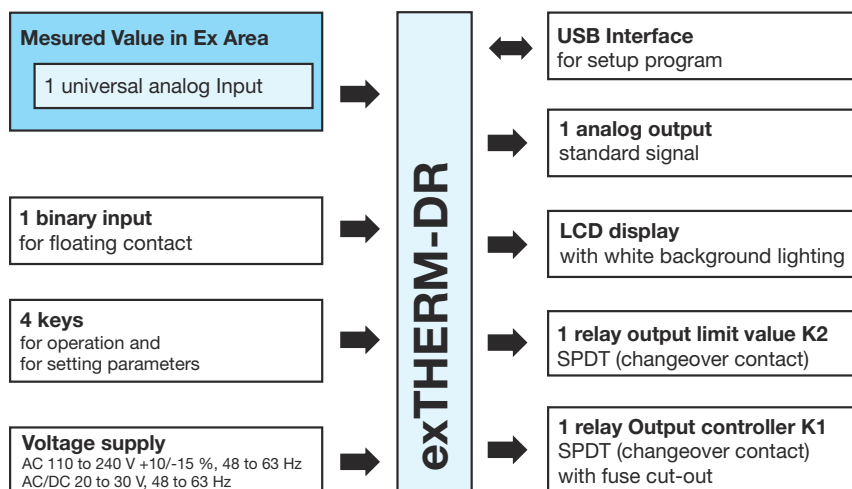 Mesured Value in Ex Area
1 universal analog Input
1 binary input
for floating contact
4 keys
for operation and
for setting parameters
Voltage supply
AC 110 to 240 V +10/-15 %, 48 to 63 Hz
AC/DC 20 to 30 V, 48 to 63 Hz
exTHERM-DR
USB Interface
for setup program
1 analog output
standard signal
LCD display
with white background lighting
1 relay output limit value K2
SPDT (changeover contact)
1 relay Output controller K1
SPDT (changeover contact)
with fuse cut-out